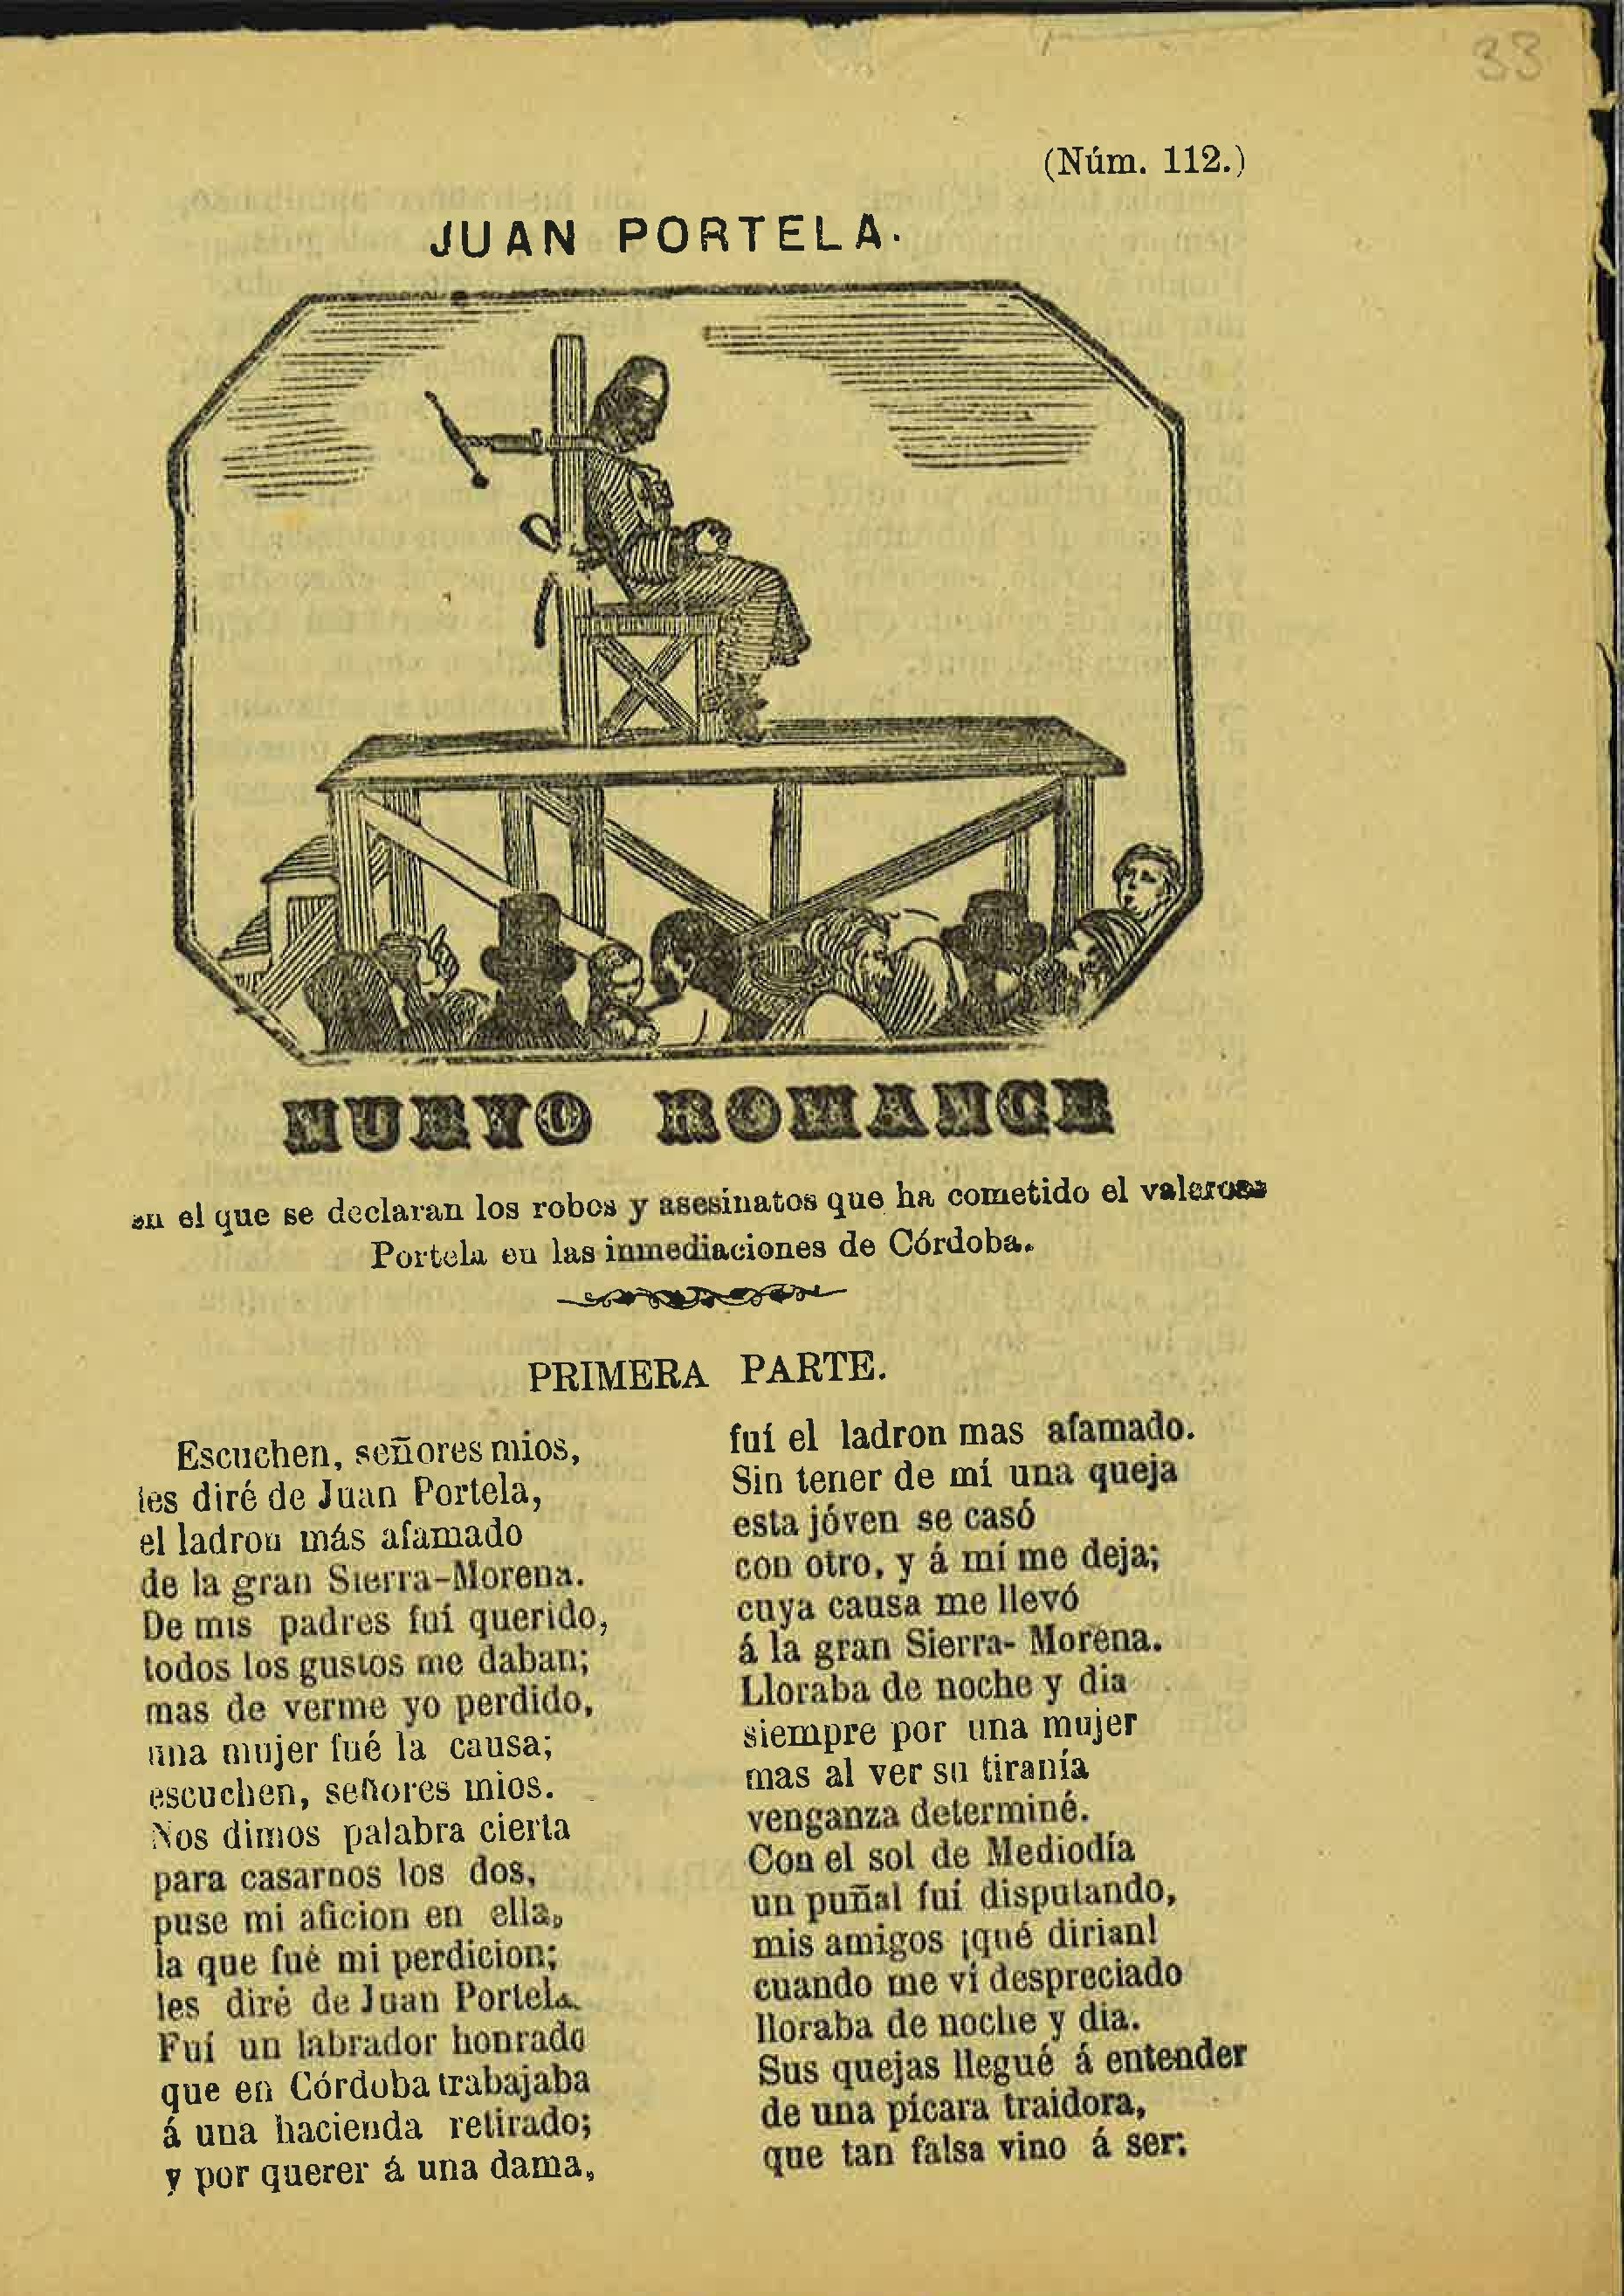 33
(Núm. 112.)
JUAN PORTELA.
NUEVO ROMANCE
en el que se declaran los robos y asesinatos que ha cometido el valeroso
Portela en las inmediaciones de Córdoba.
PRIMERA PARTE.
Escuchen, señores mios,
les diré de Juan Portela,
el ladron más afamado
de la gran Sierra-Morena.
De mis padres fuí querido,
todos los gustos me daban;
mas de verme yo perdido,
una mujer fué la causa;
escuchen, señores mios.
Nos dimos palabra cierta
para casarnos los dos,
puse mi aficion en ella,
la que fué mi perdicion;
les diré de Juan Portela.
Fuí un labrador honrado
que en Córdoba trabajaba
á una hacienda retirado;
y por querer á una dama,
fuí el ladron mas afamado.
Sin tener de mí una queja
esta jóven se casó
con otro, y á mí me deja;
cuya causa me llevó
á la gran Sierra- Morena.
Lloraba de noche y dia
siempre por una mujer
mas al ver su tiranía
venganza determiné.
Con el sol de Mediodía
un puñal fuí disputando,
mis amigos ¡qué dirian!
cuando me ví despreciado
lloraba de noche y dia.
Sus quejas llegué á entender
de una pícara traidora,
que tan falsa vino á ser: